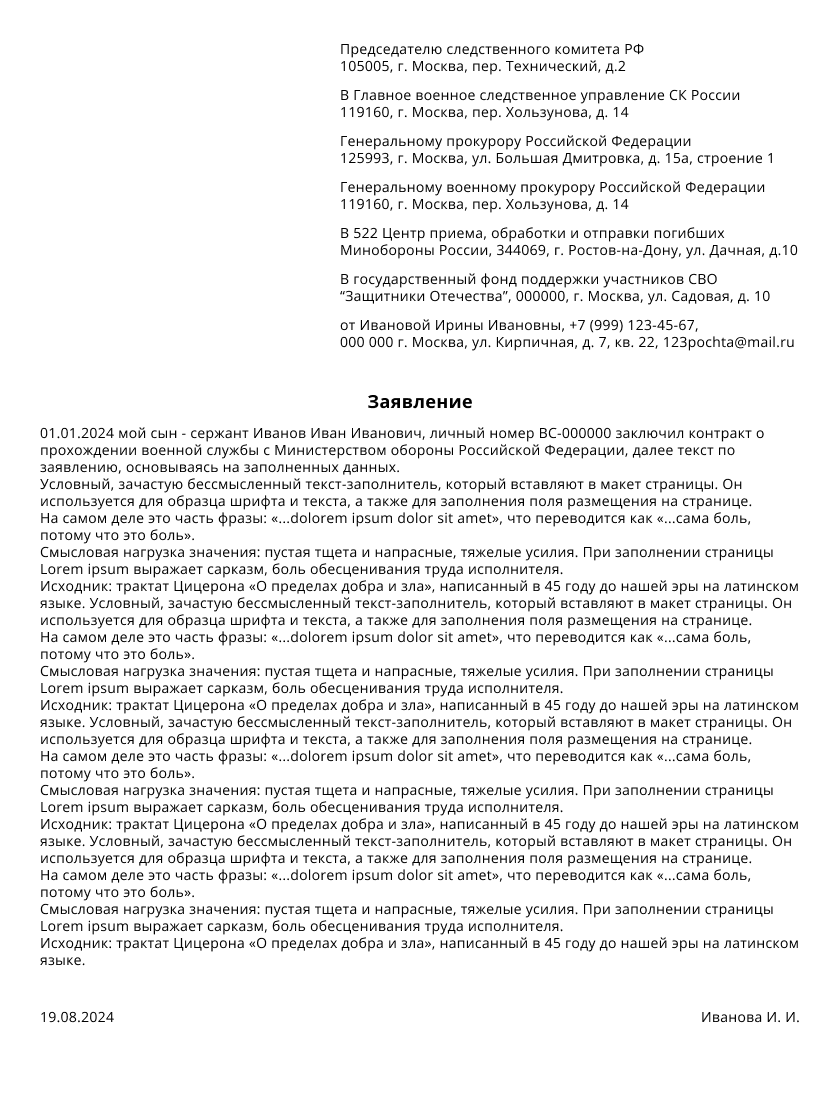 Председателю следственного комитета РФ
105005, г. Москва, пер. Технический, д.2
В Главное военное следственное управление СК России
119160, г. Москва, пер. Хользунова, д. 14
Генеральному прокурору Российской Федерации
125993, г. Москва, ул. Большая Дмитровка, д. 15а, строение 1
Генеральному военному прокурору Российской Федерации
119160, г. Москва, пер. Хользунова, д. 14
В 522 Центр приема, обработки и отправки погибших
Минобороны России, 344069, г. Ростов-на-Дону, ул. Дачная, д.10
В государственный фонд поддержки участников СВО
“Защитники Отечества”, 000000, г. Москва, ул. Садовая, д. 10
от Ивановой Ирины Ивановны, +7 (999) 123-45-67,
000 000 г. Москва, ул. Кирпичная, д. 7, кв. 22, 123pochta@mail.ru
Заявление
01.01.2024 мой сын - сержант Иванов Иван Иванович, личный номер ВС-000000 заключил контракт о
прохождении военной службы с Министерством обороны Российской Федерации, далее текст по
заявлению, основываясь на заполненных данных.
Условный, зачастую бессмысленный текст-заполнитель, который вставляют в макет страницы. Он
используется для образца шрифта и текста, а также для заполнения поля размещения на странице.
На самом деле это часть фразы: «...dolorem ipsum dolor sit amet», что переводится как «...сама боль,
потому что это боль».
Смысловая нагрузка значения: пустая тщета и напрасные, тяжелые усилия. При заполнении страницы
Lorem ipsum выражает сарказм, боль обесценивания труда исполнителя.
Исходник: трактат Цицерона «О пределах добра и зла», написанный в 45 году до нашей эры на латинском
языке. Условный, зачастую бессмысленный текст-заполнитель, который вставляют в макет страницы. Он
используется для образца шрифта и текста, а также для заполнения поля размещения на странице.
На самом деле это часть фразы: «...dolorem ipsum dolor sit amet», что переводится как «...сама боль,
потому что это боль».
Смысловая нагрузка значения: пустая тщета и напрасные, тяжелые усилия. При заполнении страницы
Lorem ipsum выражает сарказм, боль обесценивания труда исполнителя.
Исходник: трактат Цицерона «О пределах добра и зла», написанный в 45 году до нашей эры на латинском
языке. Условный, зачастую бессмысленный текст-заполнитель, который вставляют в макет страницы. Он
используется для образца шрифта и текста, а также для заполнения поля размещения на странице.
На самом деле это часть фразы: «...dolorem ipsum dolor sit amet», что переводится как «...сама боль,
потому что это боль».
Смысловая нагрузка значения: пустая тщета и напрасные, тяжелые усилия. При заполнении страницы
Lorem ipsum выражает сарказм, боль обесценивания труда исполнителя.
Исходник: трактат Цицерона «О пределах добра и зла», написанный в 45 году до нашей эры на латинском
языке. Условный, зачастую бессмысленный текст-заполнитель, который вставляют в макет страницы. Он
используется для образца шрифта и текста, а также для заполнения поля размещения на странице.
На самом деле это часть фразы: «...dolorem ipsum dolor sit amet», что переводится как «...сама боль,
потому что это боль».
Смысловая нагрузка значения: пустая тщета и напрасные, тяжелые усилия. При заполнении страницы
Lorem ipsum выражает сарказм, боль обесценивания труда исполнителя.
Исходник: трактат Цицерона «О пределах добра и зла», написанный в 45 году до нашей эры на латинском
языке.
19.08.2024 Иванова И. И.